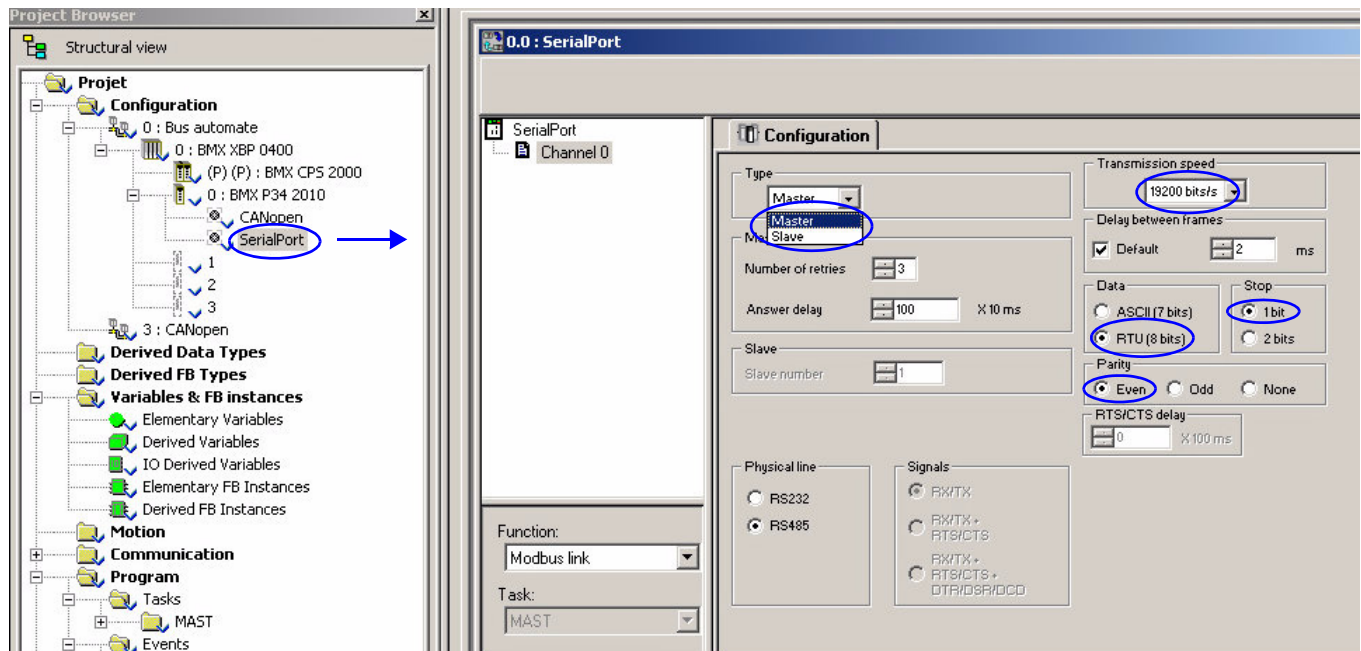 Project Browser
Structural view
Projet
Configuration
0 : Bus automate
0 : BMX XBP 0400
(P) (P) : BMX CPS 2000
0 : BMX P34 2010
CANopen
SerialPort
1
2
3
3 : CANopen
Derived Data Types
Derived FB Types
Variables & FB instances
Elementary Variables
Derived Variables
IO Derived Variables
Elementary FB Instances
Derived FB Instances
Motion
Communication
Program
Tasks
MAST
Events
0.0 : SerialPort
SerialPort
Channel 0
Function:
Modbus link
Task:
MAST
Configuration
Type
Master
Master
Slave
Number of retries 3
Answer delay 100 X 10 ms
Slave
Slave number 1
Physical line
RS232
RS485
Signals
RX/TX
RX/TX +
RTS/CTS
RX/TX +
RTS/CTS +
DTR/DSR/DCD
Transmission speed
19200 bits/s
Delay between frames
Default 2 ms
Data
ASCII (7 bits)
RTU (8 bits)
Stop
1 bit
2 bits
Parity
Even Odd None
RTS/CTS delay
0 X 100 ms